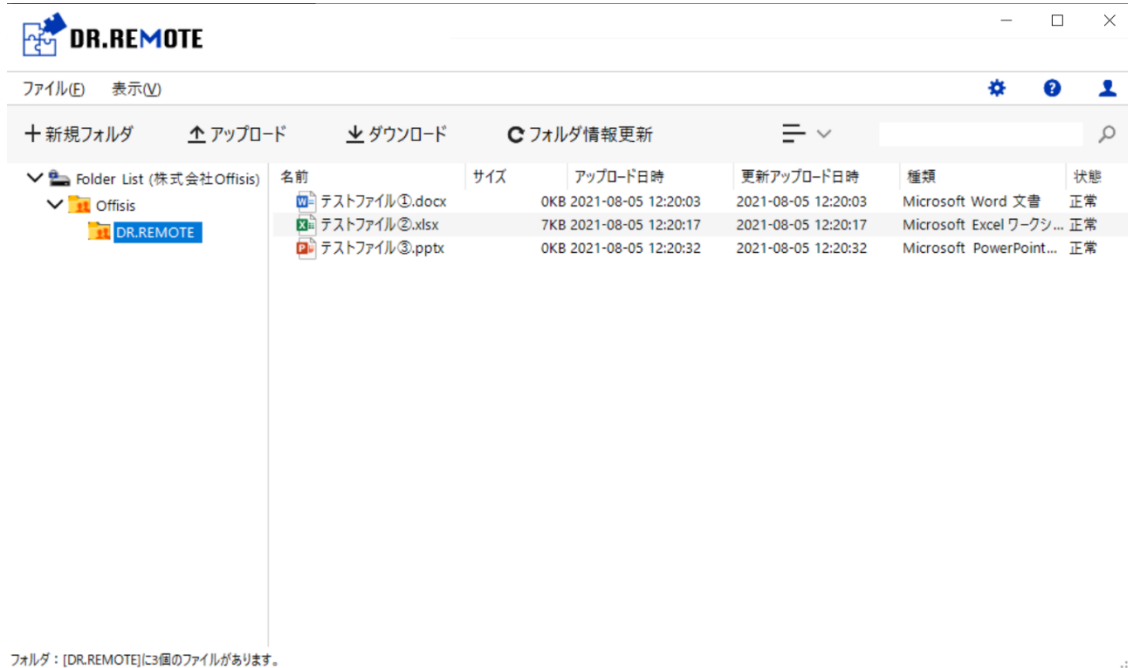 DR.REMOTE
ファイル(F) 表示(V)
新規フォルダ アップロード ダウンロード フォルダ情報更新
Folder List (株式会社Offisis)
Offisis
DR.REMOTE
名前 サイズ アップロード日時 更新アップロード日時 種類 状態
テストファイル①.docx 0KB 2021-08-05 12:20:03 2021-08-05 12:20:03 Microsoft Word 文書 正常
テストファイル②.xlsx 7KB 2021-08-05 12:20:17 2021-08-05 12:20:17 Microsoft Excel ワークシ... 正常
テストファイル③.pptx 0KB 2021-08-05 12:20:32 2021-08-05 12:20:32 Microsoft PowerPoint... 正常
フォルダ：[DR.REMOTE]に3個のファイルがあります。